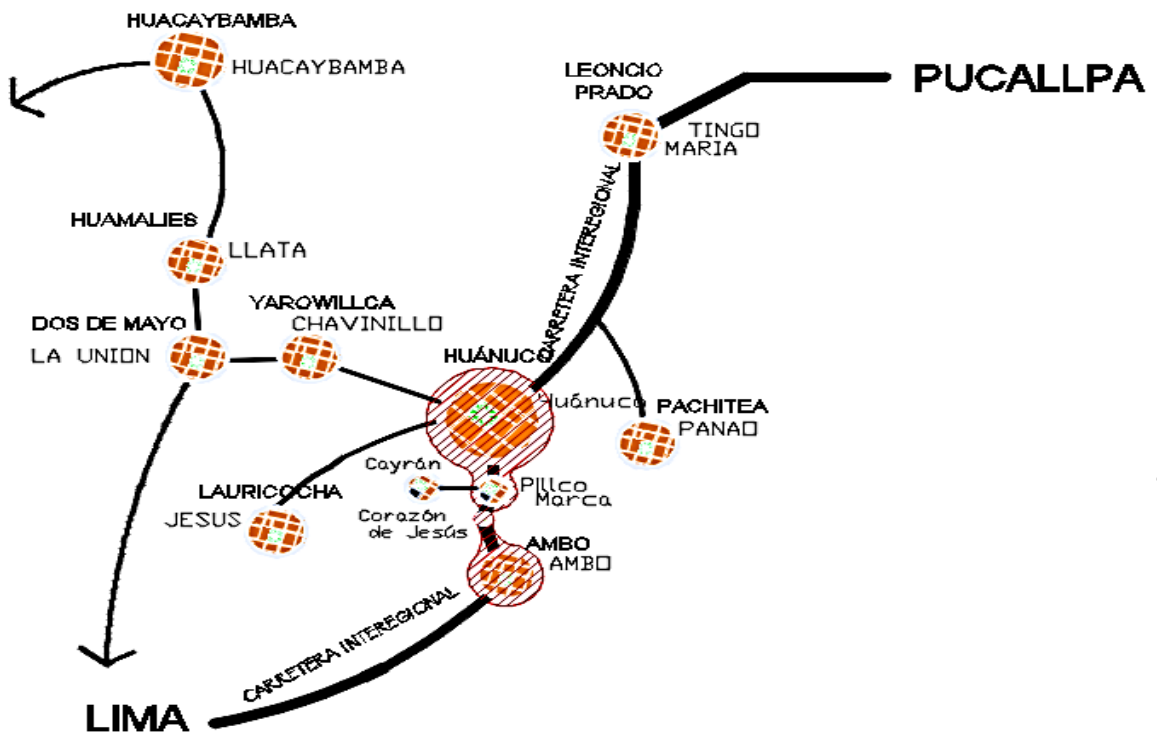 HUACAYBAMBA
HUACAYBAMBA
LEONCIO
PRADO
PUCALLPA
TINGO
MARIA
CARRETERA INTEREGIONAL
HUAMALIES
LLATA
YAROWILLCA
CHAVINILLO
DOS DE MAYO
LA UNION
HUÁNUCO
Huánuco
PACHITEA
PANAO
Cayrán
LAURICOCHA
JESUS
Pillco
Marca
Corazón
de Jesús
AMBO
AMBO
CARRETERA INTEREGIONAL
LIMA